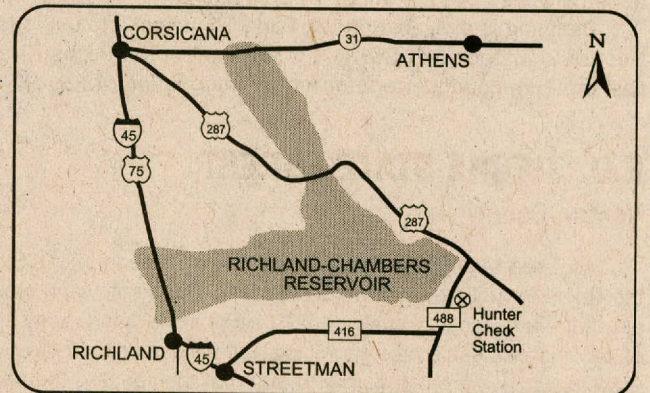 CORSICANA
31
ATHENS
N
45
287
75
287
RICHLAND-CHAMBERS
RESERVOIR
488
Hunter
Check
Station
416
RICHLAND
45
STREETMAN